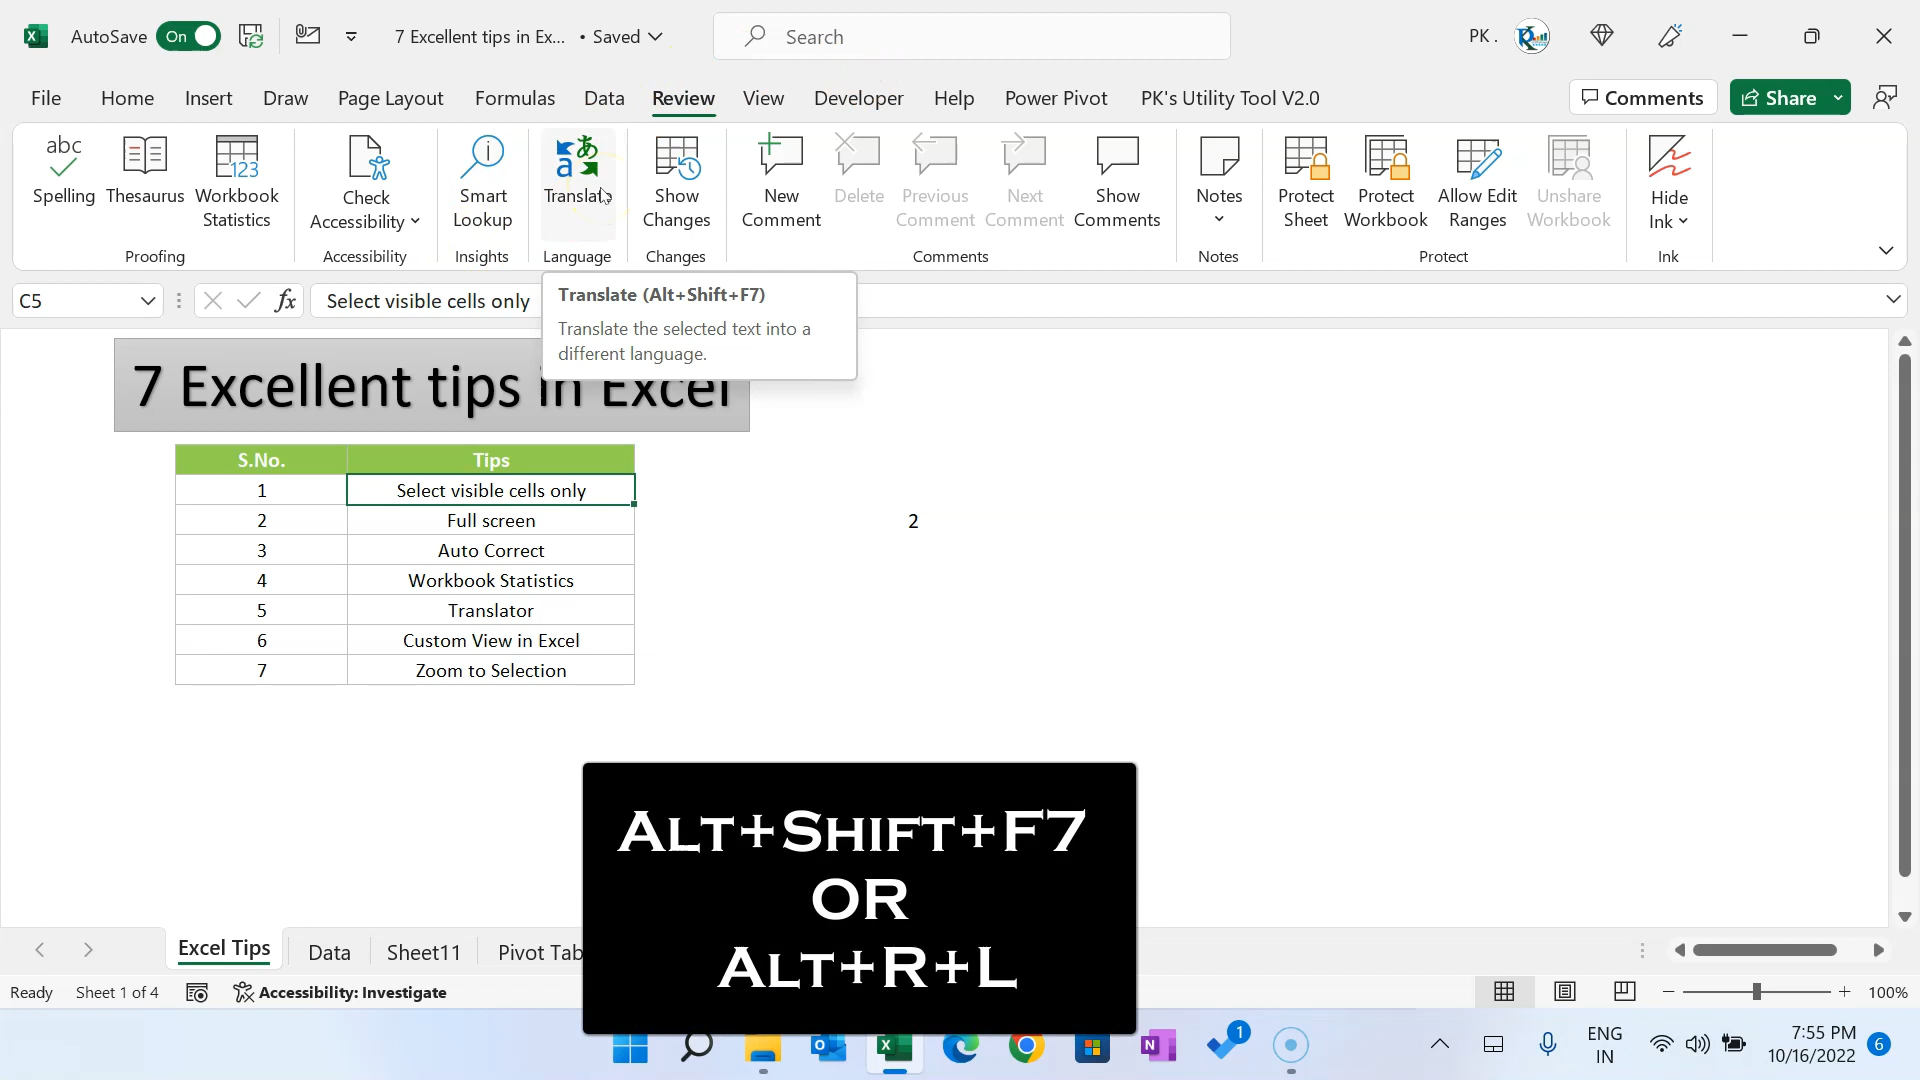 AutoSave On 7 Excellent tips in Ex... • Saved Search PK .
File Home Insert Draw Page Layout Formulas Data Review View Developer Help Power Pivot PK's Utility Tool V2.0 Comments Share
abc
Spelling
Thesaurus
123
Workbook
Statistics
Proofing
Check
Accessibility
Accessibility
Smart
Lookup
Insights
a あ
Translate
Language
Show
Changes
Changes
New
Comment
Delete
Previous
Comment
Next
Comment
Show
Comments
Comments
Notes
Notes
Protect
Sheet
Protect
Workbook
Allow Edit
Ranges
Unshare
Workbook
Protect
Hide
Ink
Ink
C5 fx Select visible cells only
Translate (Alt+Shift+F7)
Translate the selected text into a
different language.
7 Excellent tips in Excel
S.No. Tips
1 Select visible cells only
2 Full screen 2
3 Auto Correct
4 Workbook Statistics
5 Translator
6 Custom View in Excel
7 Zoom to Selection
Alt+Shift+F7
OR
Alt+R+L
Excel Tips Data Sheet11 Pivot Tab
Ready Sheet 1 of 4 Accessibility: Investigate 100%
1
ENG
IN
7:55 PM
10/16/2022
6